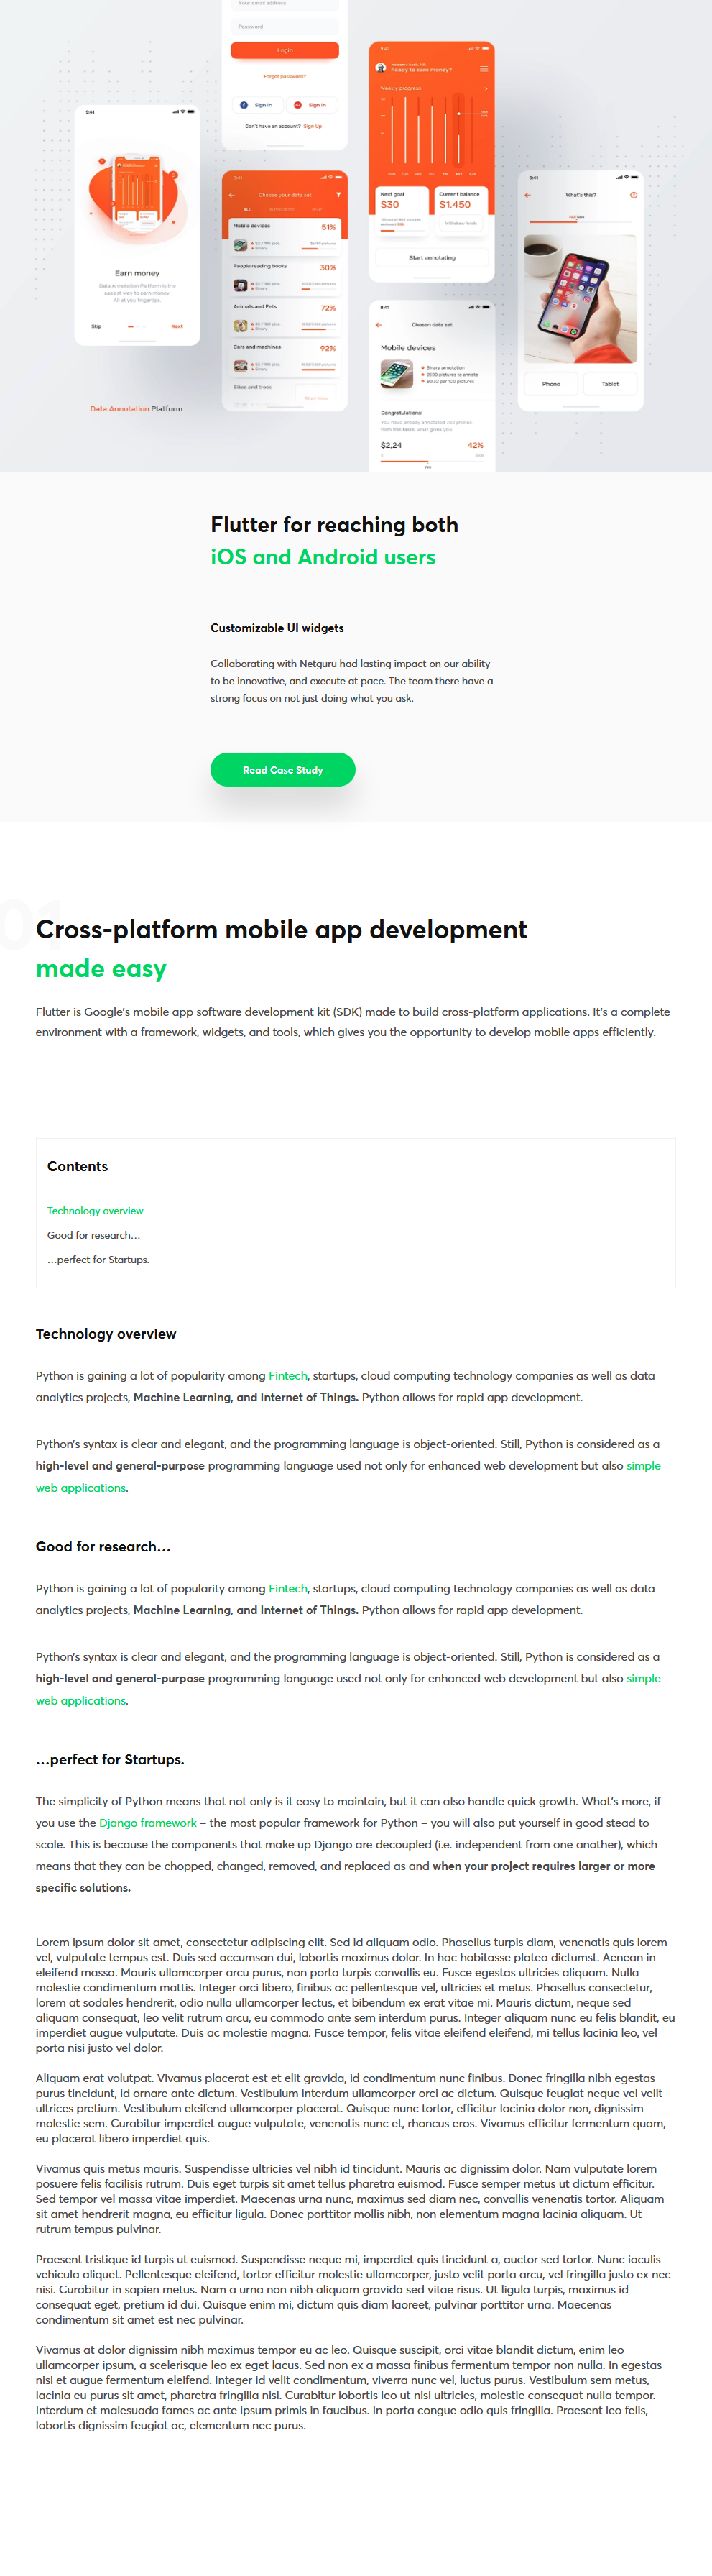 Your email address
Password
Login
Forgot password?
Sign In
Sign In
Don't have an account? Sign Up
9:41
Earn money
Data Annotation Platform is the
easiest way to earn money.
All at you fingertips.
Skip
Next
Choose your data set
ALL
Mobile devices
51%
People reading books
30%
Animals and Pets
72%
Cars and machines
92%
Bikes and trees
Ready to earn money?
Weekly progress
Next goal
$30
Current balance
$1,450
Withdraw funds
Start annotating
9:41
Chosen data set
Mobile devices
Binary annotation
Congratulations!
You have already annotated 723 photos
from this tasks, what gives you:
$2,24
42%
9:41
What's this?
Phone
Tablet
Data Annotation Platform
Flutter for reaching both
iOS and Android users
Customizable UI widgets
Collaborating with Netguru had lasting impact on our ability
to be innovative, and execute at pace. The team there have a
strong focus on not just doing what you ask.
Read Case Study
01
Cross-platform mobile app development
made easy
Flutter is Google's mobile app software development kit (SDK) made to build cross-platform applications. It's a complete
environment with a framework, widgets, and tools, which gives you the opportunity to develop mobile apps efficiently.
Contents
Technology overview
Good for research…
…perfect for Startups.
Technology overview
Python is gaining a lot of popularity among Fintech, startups, cloud computing technology companies as well as data
analytics projects, Machine Learning, and Internet of Things. Python allows for rapid app development.
Python's syntax is clear and elegant, and the programming language is object-oriented. Still, Python is considered as a
high-level and general-purpose programming language used not only for enhanced web development but also simple
web applications.
Good for research…
Python is gaining a lot of popularity among Fintech, startups, cloud computing technology companies as well as data
analytics projects, Machine Learning, and Internet of Things. Python allows for rapid app development.
Python's syntax is clear and elegant, and the programming language is object-oriented. Still, Python is considered as a
high-level and general-purpose programming language used not only for enhanced web development but also simple
web applications.
…perfect for Startups.
The simplicity of Python means that not only is it easy to maintain, but it can also handle quick growth. What's more, if
you use the Django framework – the most popular framework for Python – you will also put yourself in good stead to
scale. This is because the components that make up Django are decoupled (i.e. independent from one another), which
means that they can be chopped, changed, removed, and replaced as and when your project requires larger or more
specific solutions.
Lorem ipsum dolor sit amet, consectetur adipiscing elit. Sed id aliquam odio. Phasellus turpis diam, venenatis quis lorem
vel, vulputate tempus est. Duis sed accumsan dui, lobortis maximus dolor. In hac habitasse platea dictumst. Aenean in
eleifend massa. Mauris ullamcorper arcu purus, non porta turpis convallis eu. Fusce egestas ultricies aliquam. Nulla
molestie condimentum mattis. Integer orci libero, finibus ac pellentesque vel, ultricies et metus. Phasellus consectetur,
lorem at sodales hendrerit, odio nulla ullamcorper lectus, et bibendum ex erat vitae mi. Mauris dictum, neque sed
aliquam consequat, leo velit rutrum arcu, eu commodo ante sem interdum purus. Integer aliquam nunc eu felis blandit, eu
imperdiet augue vulputate. Duis ac molestie magna. Fusce tempor, felis vitae eleifend eleifend, mi tellus lacinia leo, vel
porta nisi justo vel dolor.
Aliquam erat volutpat. Vivamus placerat est et elit gravida, id condimentum nunc finibus. Donec fringilla nibh egestas
purus tincidunt, id ornare ante dictum. Vestibulum interdum ullamcorper orci ac dictum. Quisque feugiat neque vel velit
ultrices pretium. Vestibulum eleifend ullamcorper placerat. Quisque nunc tortor, efficitur lacinia dolor non, dignissim
molestie sem. Curabitur imperdiet augue vulputate, venenatis nunc et, rhoncus eros. Vivamus efficitur fermentum quam,
eu placerat libero imperdiet quis.
Vivamus quis metus mauris. Suspendisse ultricies vel nibh id tincidunt. Mauris ac dignissim dolor. Nam vulputate lorem
posuere felis facilisis rutrum. Duis eget turpis sit amet tellus pharetra euismod. Fusce semper metus ut dictum efficitur.
Sed tempor vel massa vitae imperdiet. Maecenas urna nunc, maximus sed diam nec, convallis venenatis tortor. Aliquam
sit amet hendrerit magna, eu efficitur ligula. Donec porttitor mollis nibh, non elementum magna lacinia aliquam. Ut
rutrum tempus pulvinar.
Praesent tristique id turpis ut euismod. Suspendisse neque mi, imperdiet quis tincidunt a, auctor sed tortor. Nunc iaculis
vehicula aliquet. Pellentesque eleifend, tortor efficitur molestie ullamcorper, justo velit porta arcu, vel fringilla justo ex nec
nisi. Curabitur in sapien metus. Nam a urna non nibh aliquam gravida sed vitae risus. Ut ligula turpis, maximus id
consequat eget, pretium id dui. Quisque enim mi, dictum quis diam laoreet, pulvinar porttitor urna. Maecenas
condimentum sit amet est nec pulvinar.
Vivamus at dolor dignissim nibh maximus tempor eu ac leo. Quisque suscipit, orci vitae blandit dictum, enim leo
ullamcorper ipsum, a scelerisque leo ex eget lacus. Sed non ex a massa finibus fermentum tempor non nulla. In egestas
nisi et augue fermentum eleifend. Integer id velit condimentum, viverra nunc vel, luctus purus. Vestibulum sem metus,
lacinia eu purus sit amet, pharetra fringilla nisl. Curabitur lobortis leo ut nisl ultricies, molestie consequat nulla tempor.
Interdum et malesuada fames ac ante ipsum primis in faucibus. In porta congue odio quis fringilla. Praesent leo felis,
lobortis dignissim feugiat ac, elementum nec purus.